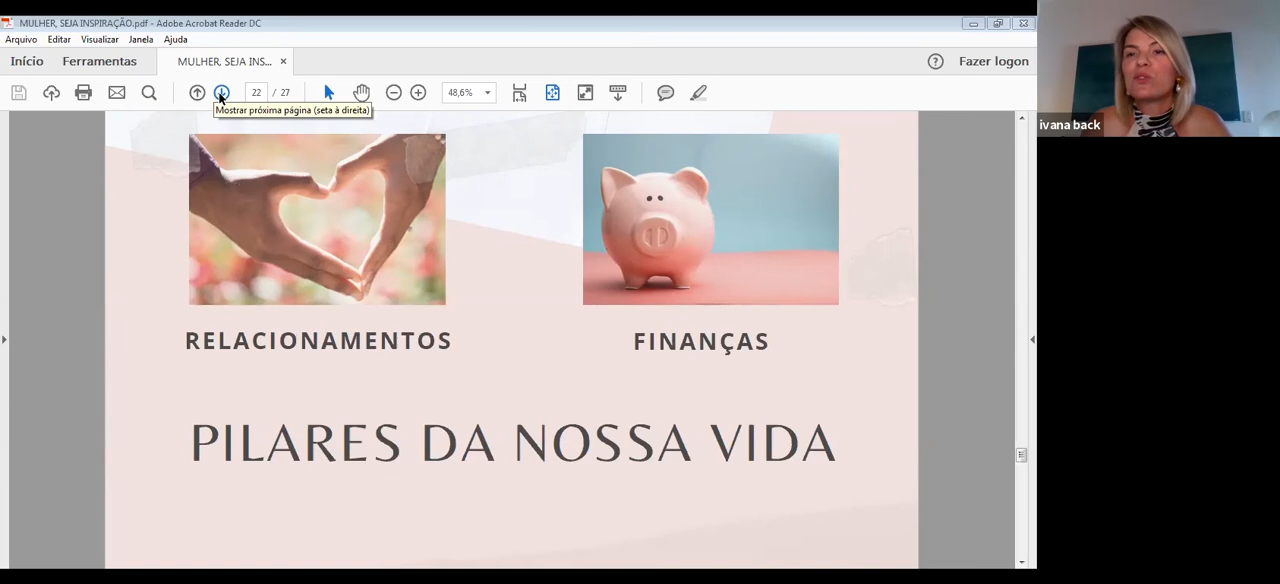 MULHER, SEJA INSPIRAÇÃO.pdf - Adobe Acrobat Reader DC
Arquivo Editar Visualizar Janela Ajuda
Início Ferramentas MULHER, SEJA INS... × ? Fazer logon
22 / 27 48,6%
Mostrar próxima página (seta à direita)
ivana back
RELACIONAMENTOS FINANÇAS
PILARES DA NOSSA VIDA